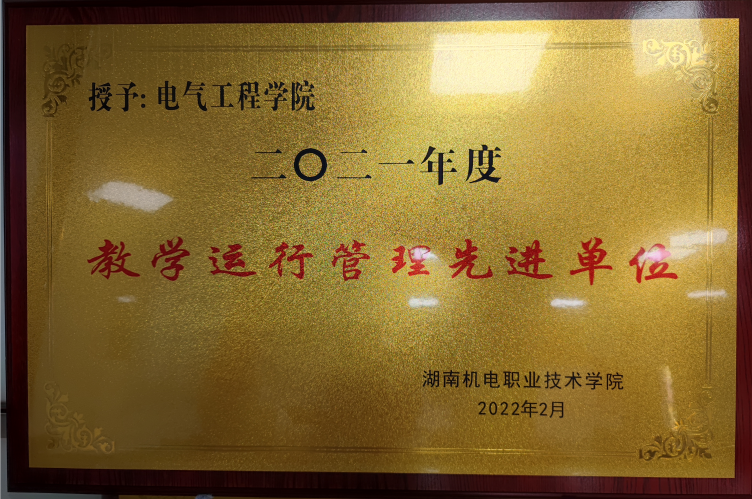 授予: 电气工程学院
二〇二一年度
教学运行管理先进单位
湖南机电职业技术学院
2022年2月